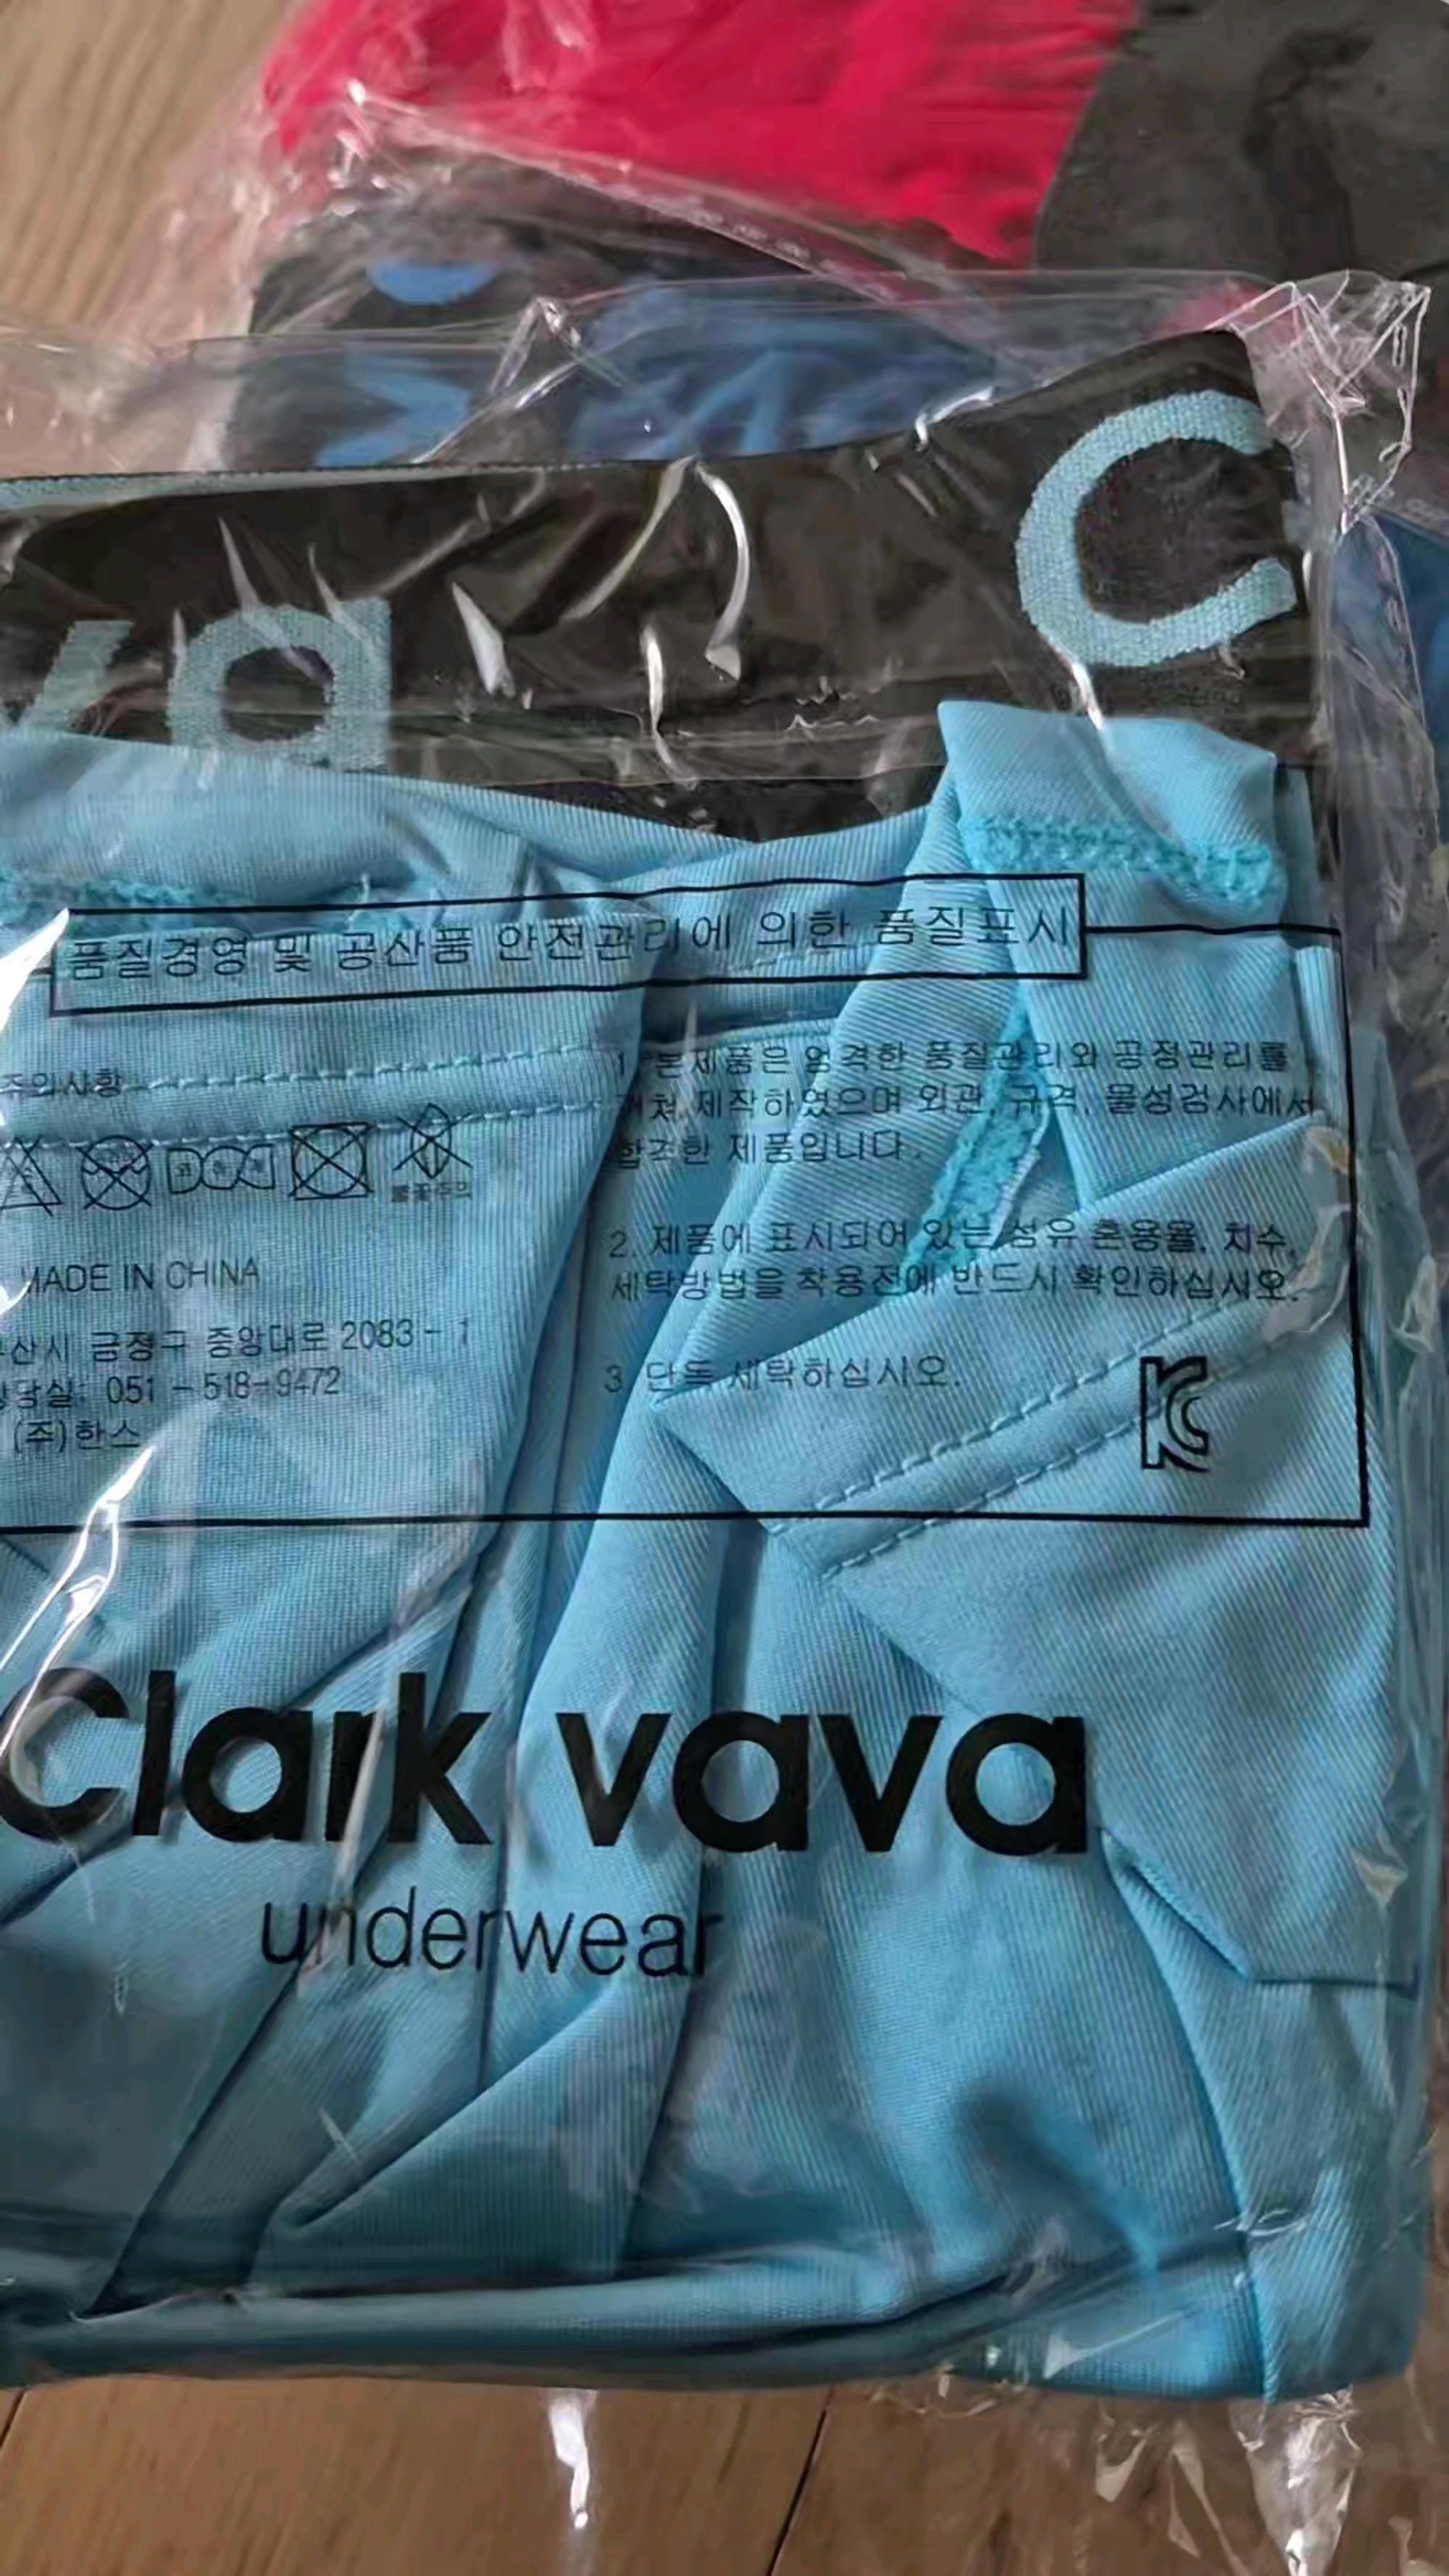 C
va
품질경영 및 공산품 안전관리에 의한 품질표시
주의사항
불꽃주의
MADE IN CHINA
부산시 금정구 중앙대로 2083 - 1
상담실: 051 - 518-9472
(주)한스
1. 본제품은 엄격한 품질관리와 공정관리를
거쳐 제작하였으며 외관, 규격, 물성검사에서
합격한 제품입니다.
2. 제품에 표시되어 있는 섬유 혼용율, 치수,
세탁방법을 착용전에 반드시 확인하십시오.
3. 단독 세탁하십시오.
KC
Clark vava
underwear